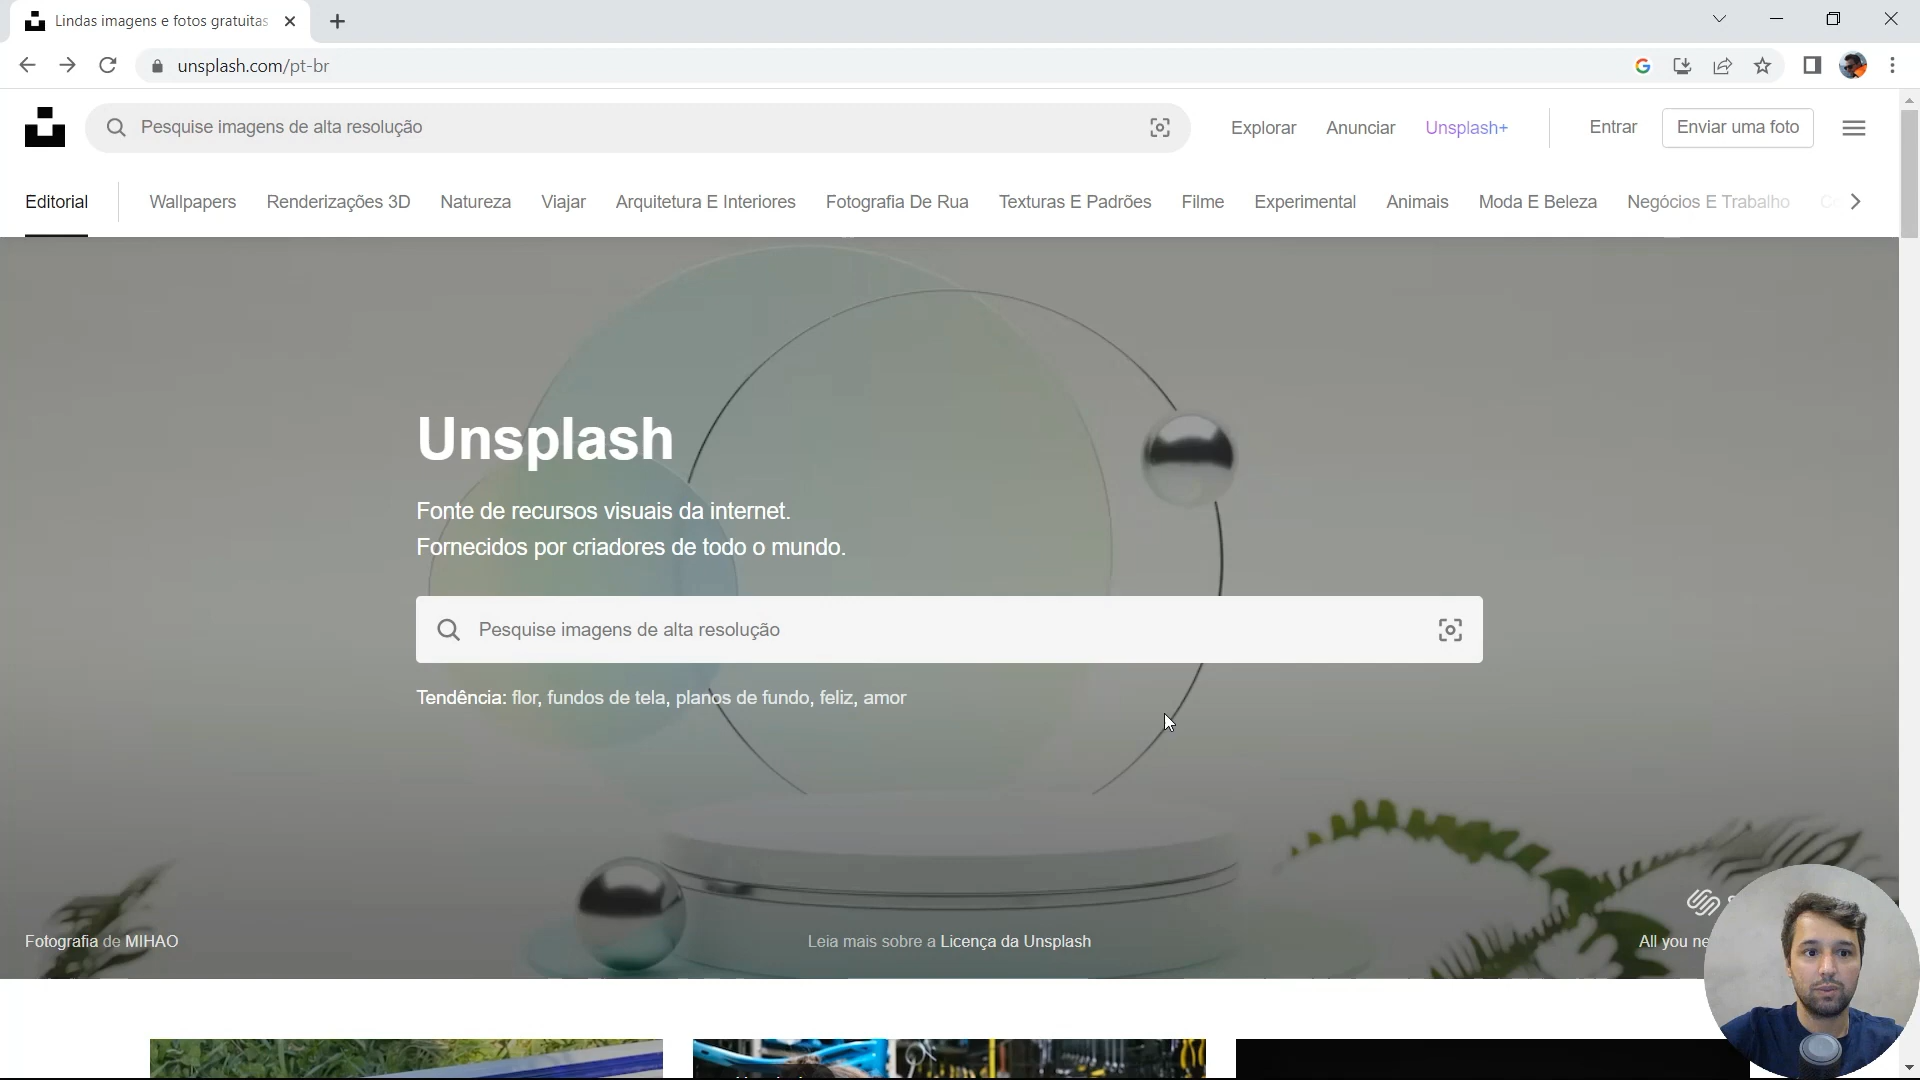 Lindas imagens e fotos gratuitas
unsplash.com/pt-br
Pesquise imagens de alta resolução
Explorar
Anunciar
Unsplash+
Entrar
Enviar uma foto
Editorial
Wallpapers
Renderizações 3D
Natureza
Viajar
Arquitetura E Interiores
Fotografia De Rua
Texturas E Padrões
Filme
Experimental
Animais
Moda E Beleza
Negócios E Trabalho
Unsplash
Fonte de recursos visuais da internet.
Fornecidos por criadores de todo o mundo.
Pesquise imagens de alta resolução
Tendência: flor, fundos de tela, planos de fundo, feliz, amor
Fotografia de MIHAO
Leia mais sobre a Licença da Unsplash
All you